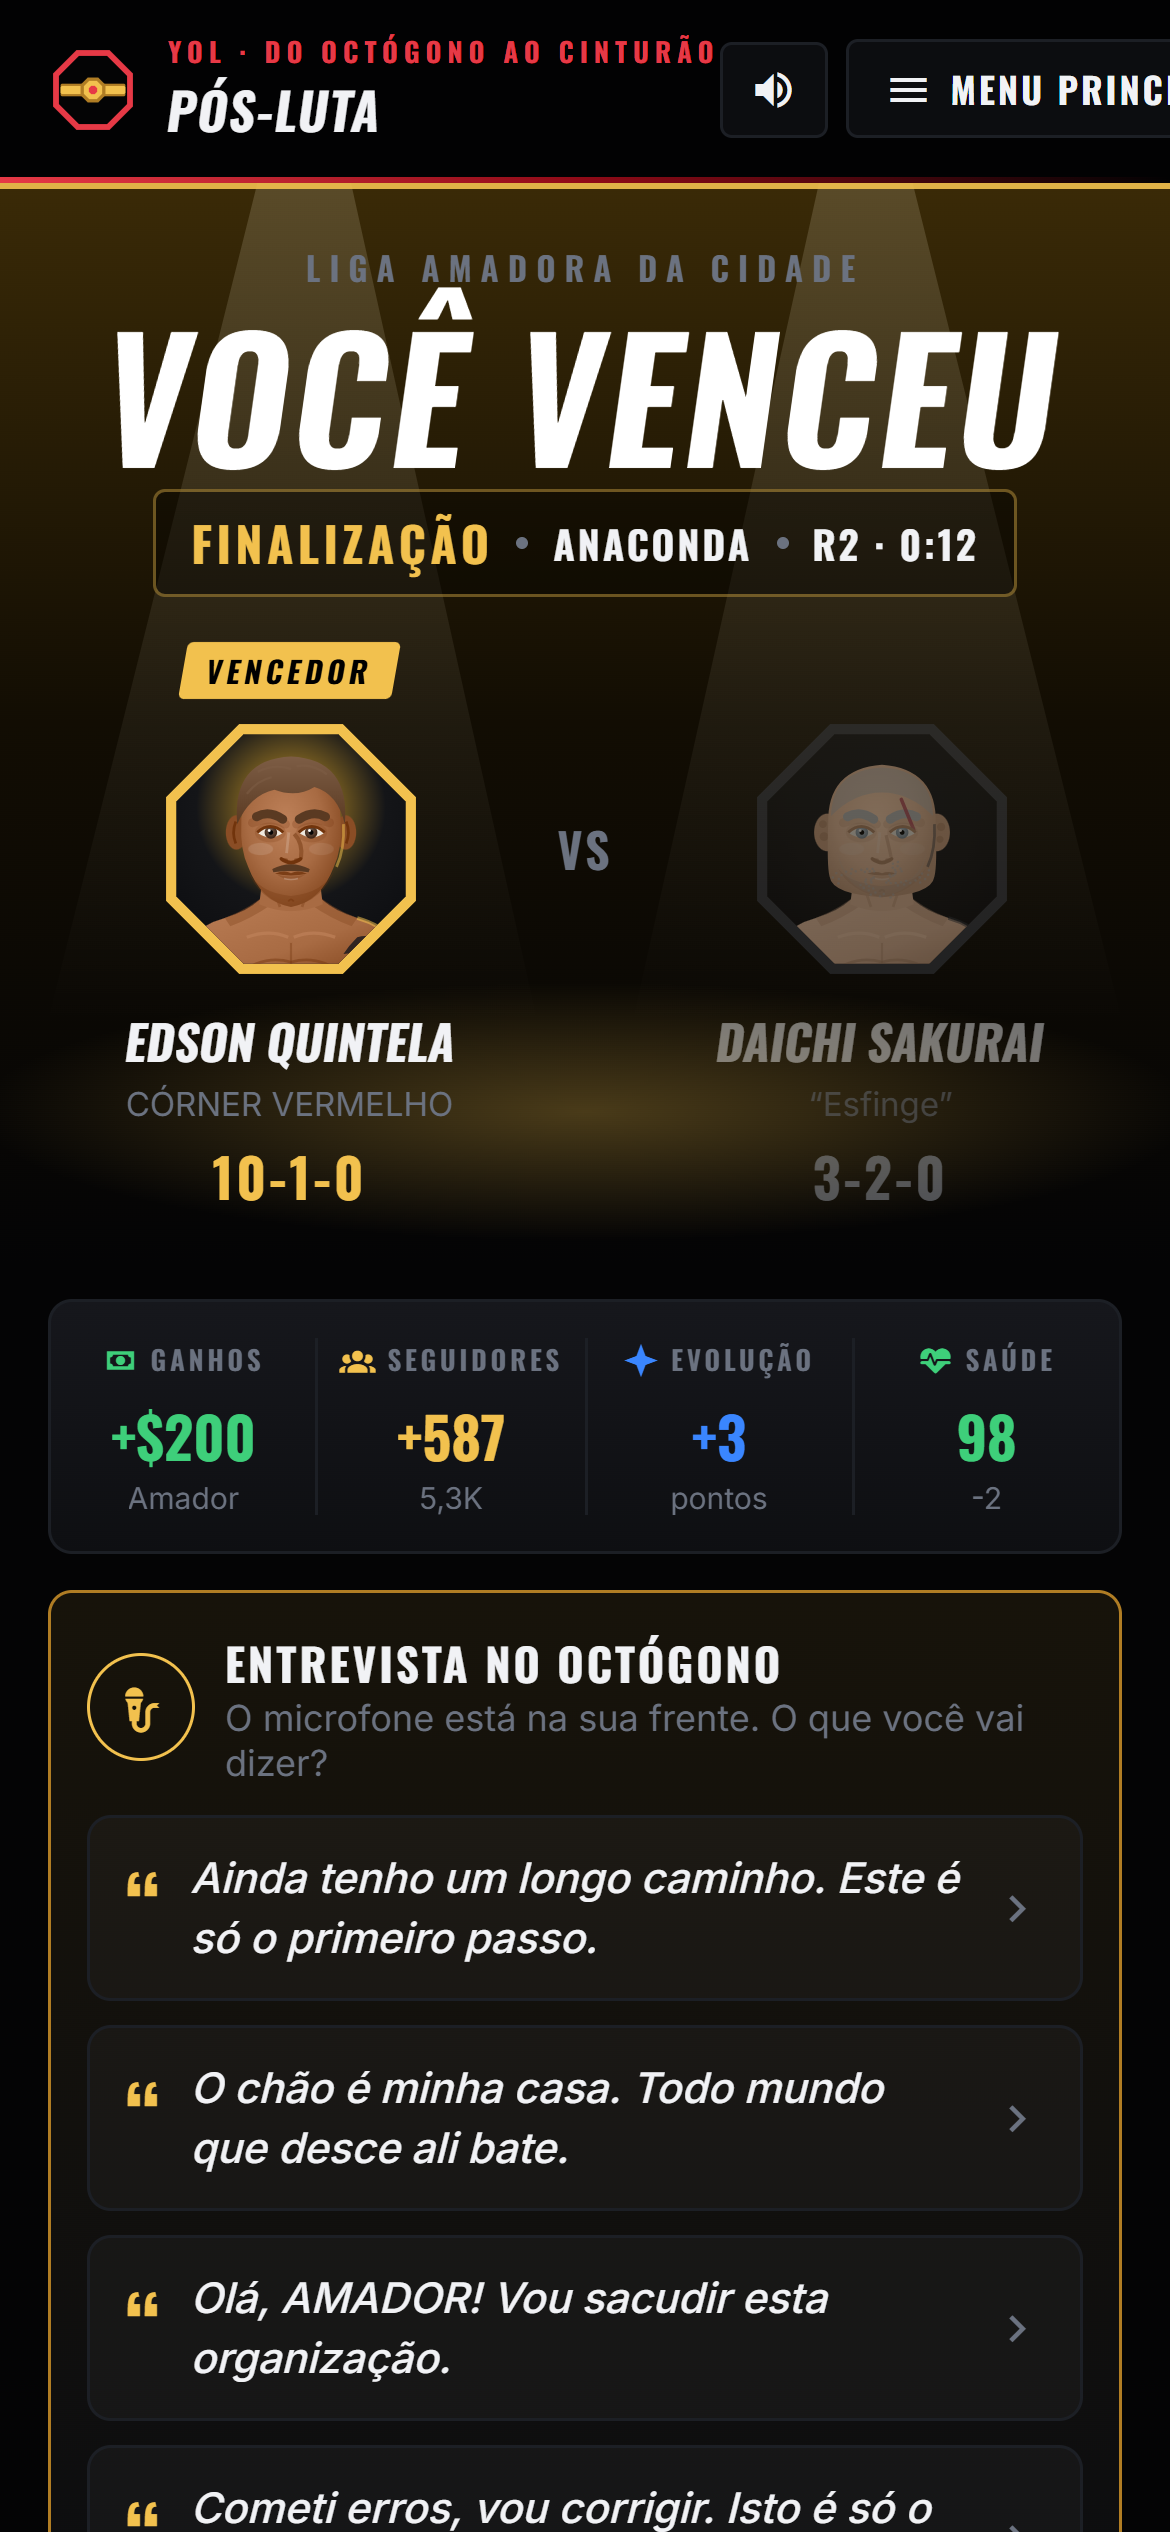 YOL · DO OCTÓGONO AO CINTURÃO
PÓS-LUTA
MENU PRINC
LIGA AMADORA DA CIDADE
VOCÊ VENCEU
FINALIZAÇÃO • ANACONDA • R2 · 0:12
VENCEDOR
VS
EDSON QUINTELA
CÓRNER VERMELHO
10-1-0
DAICHI SAKURAI
“Esfinge”
3-2-0
GANHOS
+$200
Amador
SEGUIDORES
+587
5,3K
EVOLUÇÃO
+3
pontos
SAÚDE
98
-2
ENTREVISTA NO OCTÓGONO
O microfone está na sua frente. O que você vai
dizer?
Ainda tenho um longo caminho. Este é
só o primeiro passo.
O chão é minha casa. Todo mundo
que desce ali bate.
Olá, AMADOR! Vou sacudir esta
organização.
Cometi erros, vou corrigir. Isto é só o